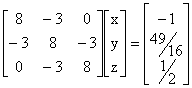 [ 8 −3 0 ] [ x ] = [ −1 ]
[ −3 8 −3 ] [ y ] = [ 49/16 ]
[ 0 −3 8 ] [ z ] = [ 1/2 ]